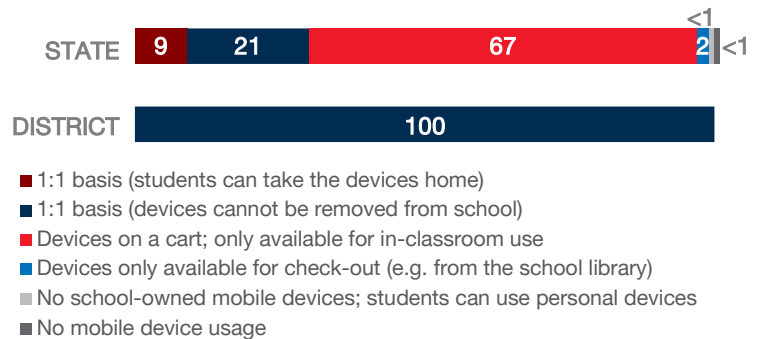 <1
STATE 9 21 67 2 <1
DISTRICT 100
1:1 basis (students can take the devices home)
1:1 basis (devices cannot be removed from school)
Devices on a cart; only available for in-classroom use
Devices only available for check-out (e.g. from the school library)
No school-owned mobile devices; students can use personal devices
No mobile device usage